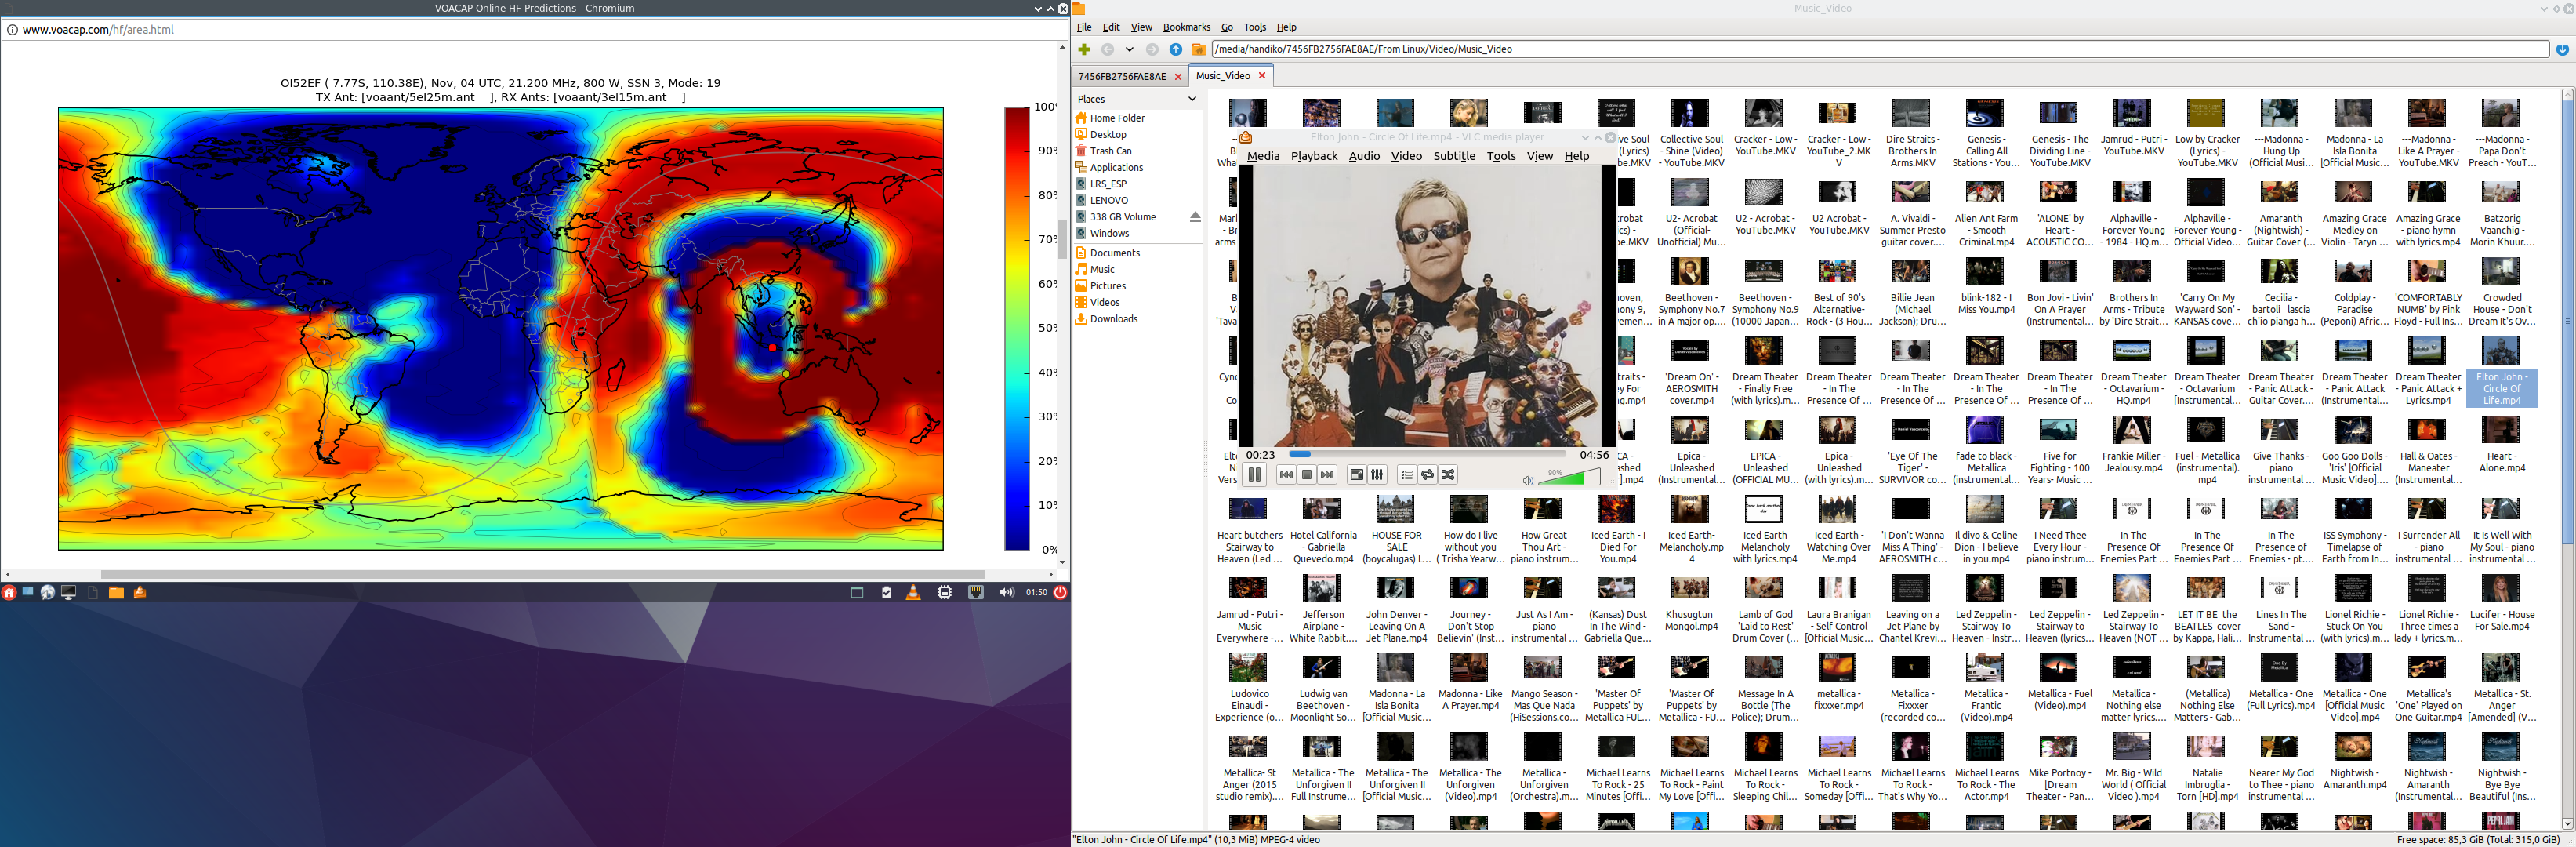 VOACAP Online HF Predictions - Chromium
www.voacap.com/hf/area.html
OI52EF ( 7.77S, 110.38E), Nov, 04 UTC, 21.200 MHz, 800 W, SSN 3, Mode: 19
TX Ant: [voaant/5el25m.ant ], RX Ants: [voaant/3el15m.ant ]
100%
90%
80%
70%
60%
50%
40%
30%
20%
10%
0%
01:50
Music_Video
File Edit View Bookmarks Go Tools Help
/media/handiko/7456FB2756FAE8AE/From Linux/Video/Music_Video
7456FB2756FAE8AE
Music_Video
Places
Home Folder
Desktop
Trash Can
Applications
LRS_ESP
LENOVO
338 GB Volume
Windows
Documents
Music
Pictures
Videos
Downloads
Elton John - Circle Of Life.mp4 - VLC media player
Media Playback Audio Video Subtitle Tools View Help
00:23
04:56
90%
Collective Soul
- Shine (Video)
- YouTube.MKV
Cracker - Low -
YouTube.MKV
Cracker - Low -
YouTube_2.MK
V
Dire Straits -
Brothers In
Arms.MKV
Genesis -
Calling All
Stations - You...
Genesis - The
Dividing Line -
YouTube.MKV
Jamrud - Putri -
YouTube.MKV
Low by Cracker
(Lyrics) -
YouTube.MKV
---Madonna -
Hung Up
(Official Music...
Madonna - La
Isla Bonita
[Official Music...
---Madonna -
Like A Prayer -
YouTube.MKV
---Madonna -
Papa Don't
Preach - YouT...
U2- Acrobat
(Official-
Unofficial) Mu...
U2 - Acrobat -
YouTube.MKV
U2 Acrobat -
YouTube.MKV
A. Vivaldi -
Summer Presto
guitar cover....
Alien Ant Farm
- Smooth
Criminal.mp4
'ALONE' by
Heart -
ACOUSTIC CO...
Alphaville -
Forever Young
- 1984 - HQ.m...
Alphaville -
Forever Young -
Official Video...
Amaranth
(Nightwish) -
Guitar Cover (...
Amazing Grace
Medley on
Violin - Taryn ...
Amazing Grace
- piano hymn
with lyrics.mp4
Batzorig
Vaanchig -
Morin Khuur....
Beethoven -
Symphony No.7
in A major op....
Beethoven -
Symphony No.9
(10000 Japan...
Best of 90's
Alternative-
Rock - (3 Hou...
Billie Jean
(Michael
Jackson); Dru...
blink-182 - I
Miss You.mp4
Bon Jovi - Livin'
On A Prayer
(Instrumental...
Brothers In
Arms - Tribute
by 'Dire Strait...
'Carry On My
Wayward Son' -
KANSAS cove...
Cecilia -
bartoli lascia
ch'io pianga h...
Coldplay -
Paradise
(Peponi) Afric...
'COMFORTABLY
NUMB' by Pink
Floyd - Full Ins...
Crowded
House - Don't
Dream It's Ov...
'Dream On' -
AEROSMITH
cover.mp4
Dream Theater
- Finally Free
(with lyrics).m...
Dream Theater
- In The
Presence Of ...
Dream Theater
- In The
Presence Of ...
Dream Theater
- In The
Presence Of ...
Dream Theater
- In The
Presence Of ...
Dream Theater
- Octavarium -
HQ.mp4
Dream Theater
- Octavarium
[Instrumental...
Dream Theater
- Panic Attack -
Guitar Cover....
Dream Theater
- Panic Attack
(Instrumental...
Dream Theater
- Panic Attack +
Lyrics.mp4
Elton John -
Circle Of
Life.mp4
Epica -
Unleashed
(Instrumental)...
EPICA -
Unleashed
(OFFICIAL MU...
Epica -
Unleashed
(with lyrics).m...
'Eye Of The
Tiger' -
SURVIVOR co...
fade to black -
Metallica
(instrumental...
Five for
Fighting - 100
Years- Music ...
Frankie Miller -
Jealousy.mp4
Fuel - Metallica
(instrumental).
mp4
Give Thanks -
piano
instrumental ...
Goo Goo Dolls -
'Iris' [Official
Music Video]....
Hall & Oates -
Maneater
(Instrumental...
Heart -
Alone.mp4
Heart butchers
Stairway to
Heaven (Led ...
Hotel California
- Gabriella
Quevedo.mp4
HOUSE FOR
SALE
(boycalugas) L...
How do I live
without you
( Trisha Yearw...
How Great
Thou Art -
piano instrum...
Iced Earth - I
Died For
You.mp4
Iced Earth-
Melancholy.mp
4
Iced Earth
Melancholy
with lyrics.mp4
Iced Earth -
Watching Over
Me.mp4
'I Don't Wanna
Miss A Thing' -
AEROSMITH c...
Il divo & Celine
Dion - I believe
in you.mp4
I Need Thee
Every Hour -
piano instrum...
In The
Presence Of
Enemies Part ...
In The
Presence Of
Enemies Part ...
In The
Presence of
Enemies - pt....
ISS Symphony -
Timelapse of
Earth from In...
I Surrender All
- piano
instrumental ...
It Is Well With
My Soul - piano
instrumental ...
Jamrud - Putri -
Music
Everywhere -...
Jefferson
Airplane -
White Rabbit....
John Denver -
Leaving On A
Jet Plane.mp4
Journey -
Don't Stop
Believin' (Inst...
Just As I Am -
piano
instrumental ...
(Kansas) Dust
In The Wind -
Gabriella Que...
Khusugtun
Mongol.mp4
Lamb of God
'Laid to Rest'
Drum Cover (...
Laura Branigan
- Self Control
[Official Music...
Leaving on a
Jet Plane by
Chantel Krevi...
Led Zeppelin -
Stairway To
Heaven - Instr...
Led Zeppelin -
Stairway to
Heaven (lyrics...
Led Zeppelin -
Stairway To
Heaven (NOT ...
LET IT BE the
BEATLES cover
by Kappa, Hali...
Lines In The
Sand -
Instrumental ...
Lionel Richie -
Stuck On You
(with lyrics).m...
Lionel Richie -
Three times a
lady + lyrics.m...
Lucifer - House
For Sale.mp4
Ludovico
Einaudi -
Experience (o...
Ludwig van
Beethoven -
Moonlight So...
Madonna - La
Isla Bonita
[Official Music...
Madonna - Like
A Prayer.mp4
Mango Season -
Mas Que Nada
(HiSessions.co...
'Master Of
Puppets' by
Metallica FUL...
'Master Of
Puppets' by
Metallica - FU...
Message In A
Bottle (The
Police); Drum...
metallica -
fixxxer.mp4
Metallica -
Fixxxer
(recorded co...
Metallica -
Frantic
(Video).mp4
Metallica - Fuel
(Video).mp4
Metallica -
Nothing else
matter lyrics....
(Metallica)
Nothing Else
Matters - Gab...
Metallica - One
(Full Lyrics).mp4
Metallica - One
[Official Music
Video].mp4
Metallica's
'One' Played on
One Guitar.mp4
Metallica - St.
Anger
[Amended] (V...
Metallica- St
Anger (2015
studio remix)....
Metallica - The
Unforgiven II
Full Instrume...
Metallica - The
Unforgiven II
[Official Music...
Metallica - The
Unforgiven
(Video).mp4
Metallica -
Unforgiven
(Orchestra).m...
Michael Learns
To Rock - 25
Minutes [Offi...
Michael Learns
To Rock - Paint
My Love [Offi...
Michael Learns
To Rock -
Sleeping Chil...
Michael Learns
To Rock -
Someday [Offi...
Michael Learns
To Rock -
That's Why Yo...
Michael Learns
To Rock - The
Actor.mp4
Mike Portnoy -
[Dream
Theater - Pan...
Mr. Big - Wild
World ( Official
Video ).mp4
Natalie
Imbruglia -
Torn [HD].mp4
Nearer My God
to Thee - piano
instrumental ...
Nightwish -
Amaranth.mp4
Nightwish -
Amaranth
(Instrumental...
Nightwish -
Bye Bye
Beautiful (Ins...
"Elton John - Circle Of Life.mp4" (10,3 MiB) MPEG-4 video
Free space: 85,3 GiB (Total: 315,0 GiB)